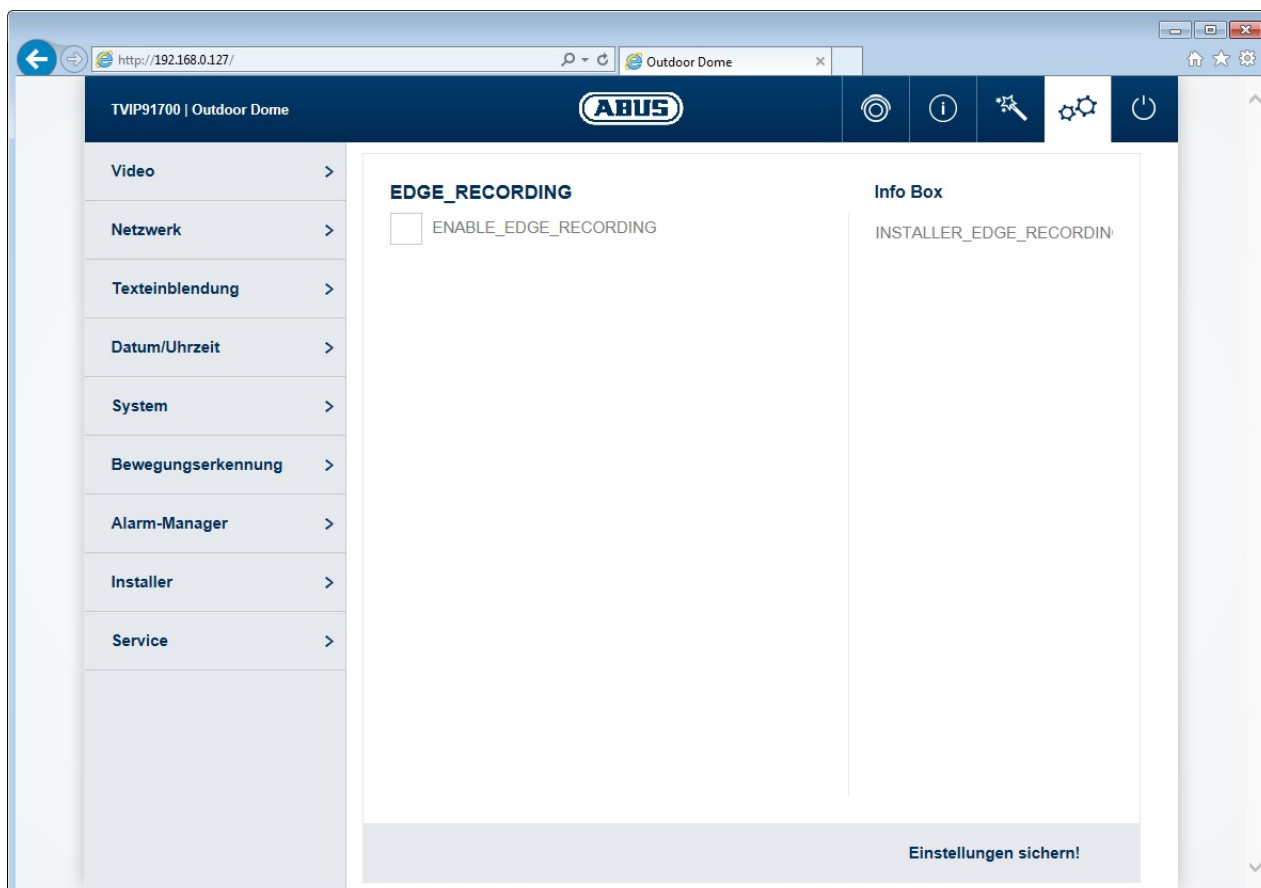 http://192.168.0.127/
Outdoor Dome
TVIP91700 | Outdoor Dome
ABUS
Video
Netzwerk
Texteinblendung
Datum/Uhrzeit
System
Bewegungserkennung
Alarm-Manager
Installer
Service
EDGE_RECORDING
ENABLE_EDGE_RECORDING
Info Box
INSTALLER_EDGE_RECORDIN
Einstellungen sichern!